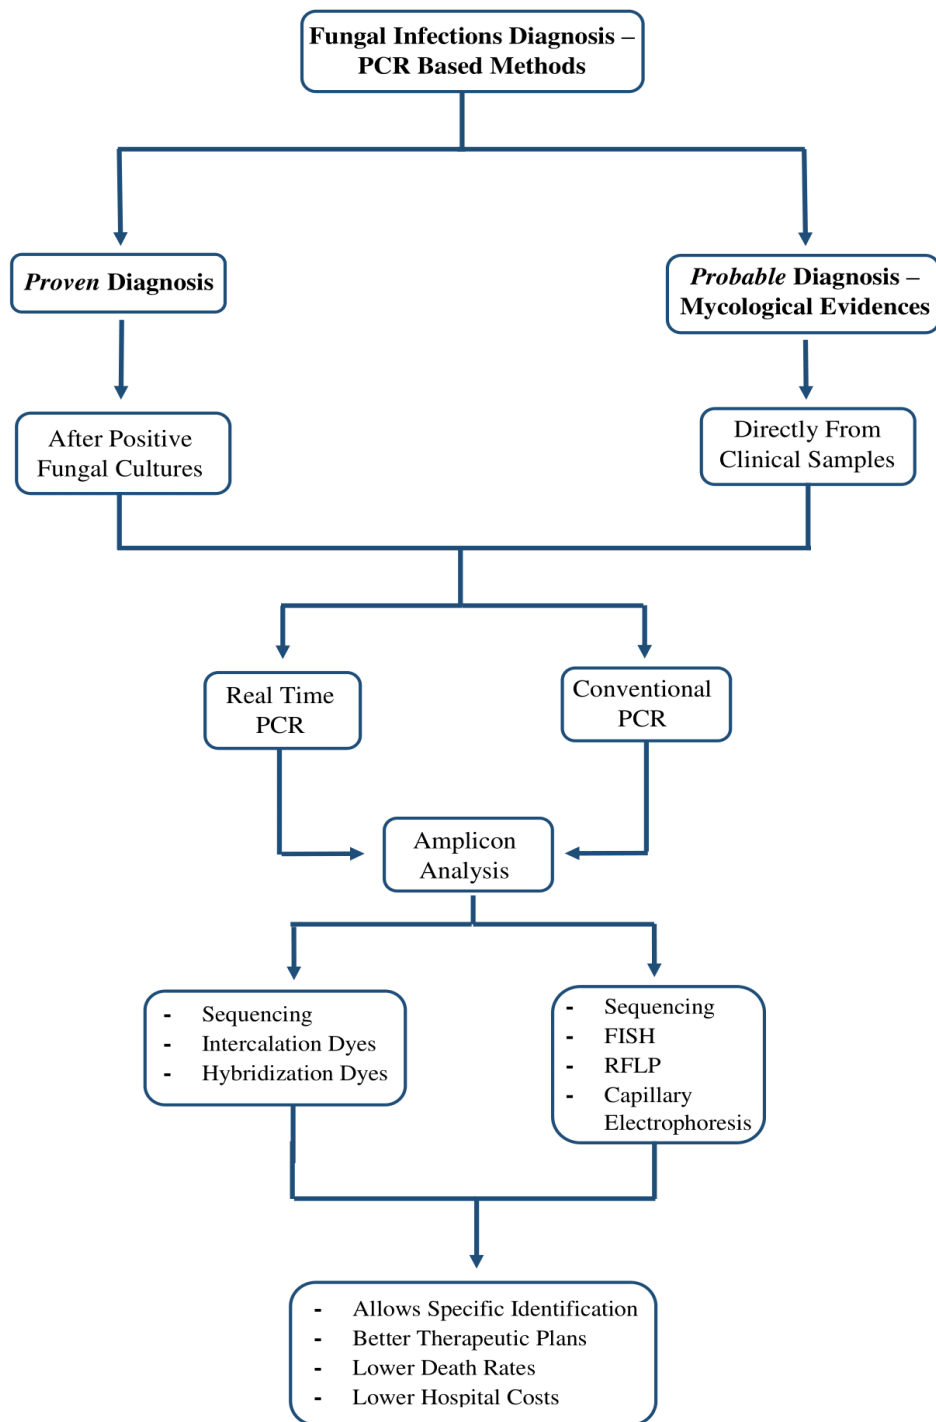 Fungal Infections Diagnosis –
PCR Based Methods
Proven Diagnosis
Probable Diagnosis –
Mycological Evidences
After Positive
Fungal Cultures
Directly From
Clinical Samples
Real Time
PCR
Conventional
PCR
Amplicon
Analysis
- Sequencing
- Intercalation Dyes
- Hybridization Dyes
- Sequencing
- FISH
- RFLP
- Capillary
Electrophoresis
- Allows Specific Identification
- Better Therapeutic Plans
- Lower Death Rates
- Lower Hospital Costs